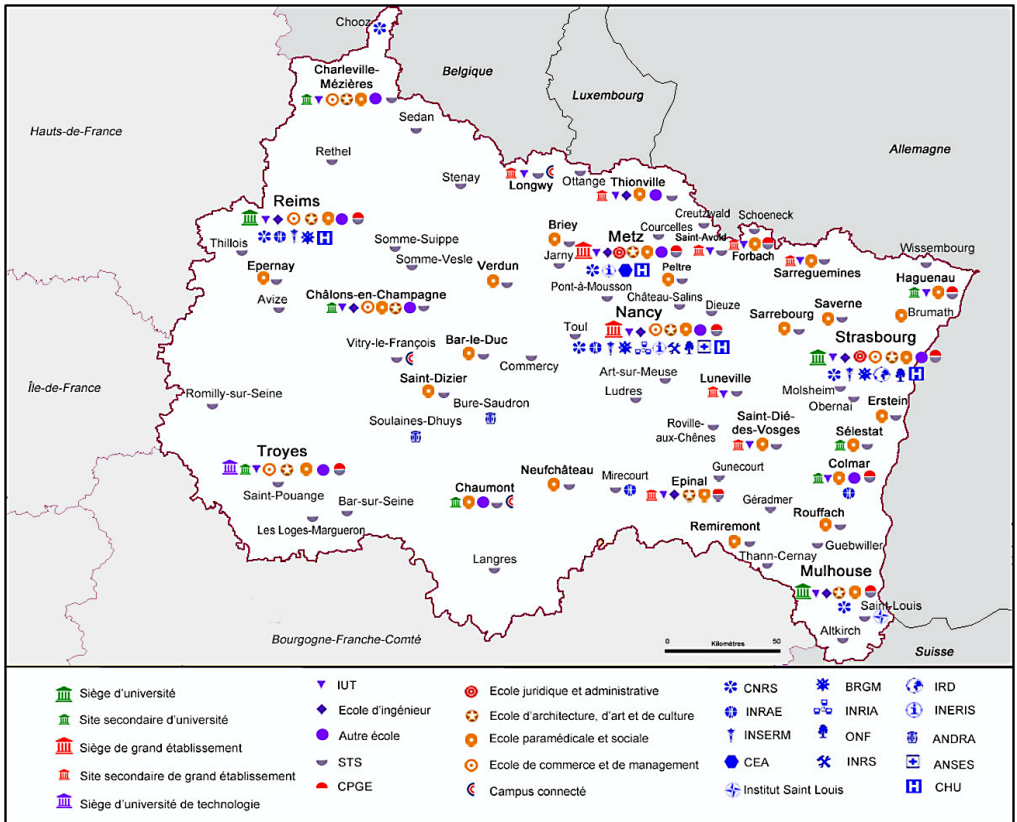 Chooz
Belgique
Luxembourg
Allemagne
Hauts-de-France
Charleville-
Mézières
Sedan
Rethel
Stenay
Longwy
Ottange
Thionville
Creutzwald
Schoeneck
Reims
Thillois
Somme-Suippe
Somme-Vesle
Briey
Jarny
Metz
Courcelles
Saint-Avold
Forbach
Sarreguemines
Wissembourg
Haguenau
Epernay
Avize
Châlons-en-Champagne
Verdun
Peltre
Pont-à-Mousson
Château-Salins
Dieuze
Nancy
Toul
Sarrebourg
Saverne
Brumath
Strasbourg
Vitry-le-François
Bar-le-Duc
Commercy
Saint-Dizier
Bure-Saudron
Soulaines-Dhuys
Art-sur-Meuse
Ludres
Luneville
Molsheim
Obernai
Erstein
Île-de-France
Romilly-sur-Seine
Roville-
aux-Chênes
Saint-Dié-
des-Vosges
Sélestat
Troyes
Saint-Pouange
Bar-sur-Seine
Les Loges-Margueron
Chaumont
Neufchâteau
Mirecourt
Epinal
Gunecourt
Colmar
Géradmer
Rouffach
Remiremont
Guebwiller
Thann-Cernay
Langres
Mulhouse
Saint-Louis
Altkirch
Bourgogne-Franche-Comté
Suisse
0 Kilomètres 50
Siège d'université
Site secondaire d'université
Siège de grand établissement
Site secondaire de grand établissement
Siège d'université de technologie
IUT
Ecole d'ingénieur
Autre école
STS
CPGE
Ecole juridique et administrative
Ecole d'architecture, d'art et de culture
Ecole paramédicale et sociale
Ecole de commerce et de management
Campus connecté
CNRS
INRAE
INSERM
CEA
Institut Saint Louis
BRGM
INRIA
ONF
INRS
IRD
INERIS
ANDRA
ANSES
CHU